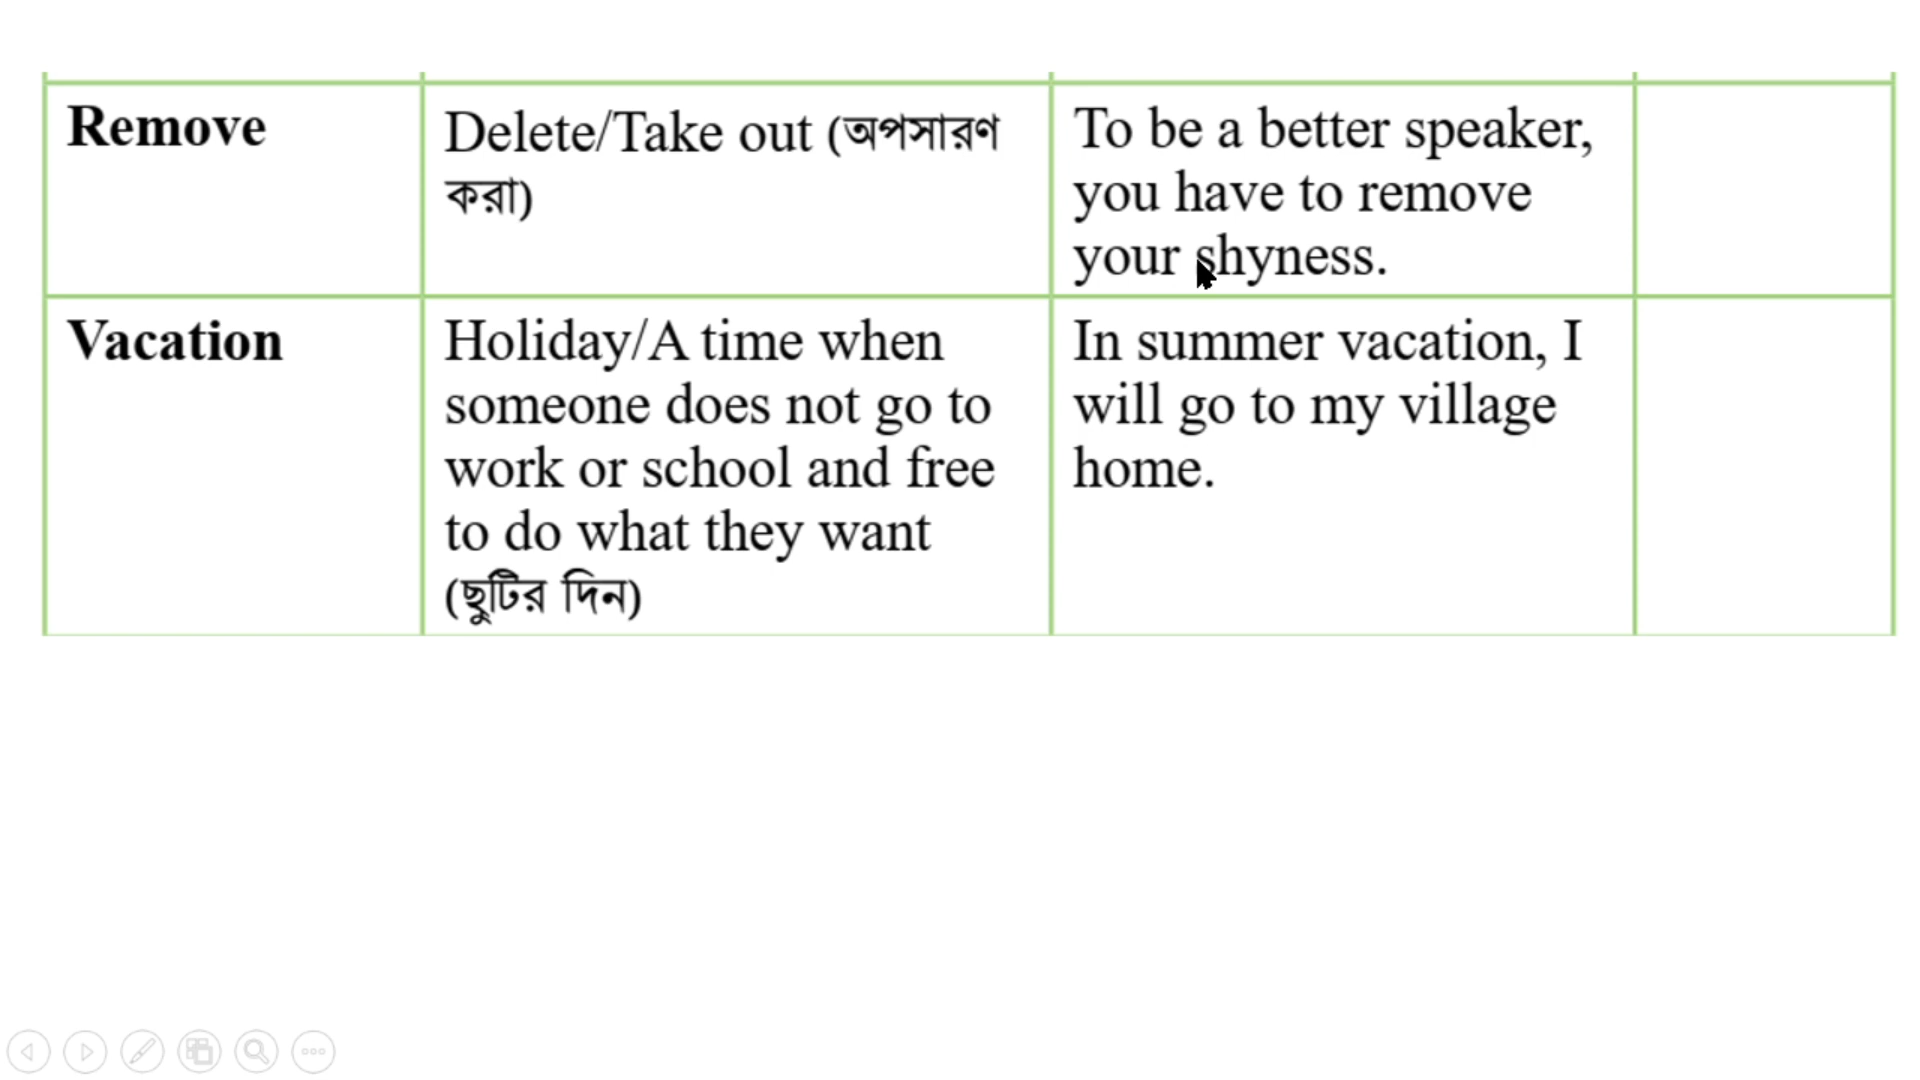 Remove
Delete/Take out (অপসারণ
করা)
To be a better speaker,
you have to remove
your shyness.
Vacation
Holiday/A time when
someone does not go to
work or school and free
to do what they want
(ছুটির দিন)
In summer vacation, I
will go to my village
home.